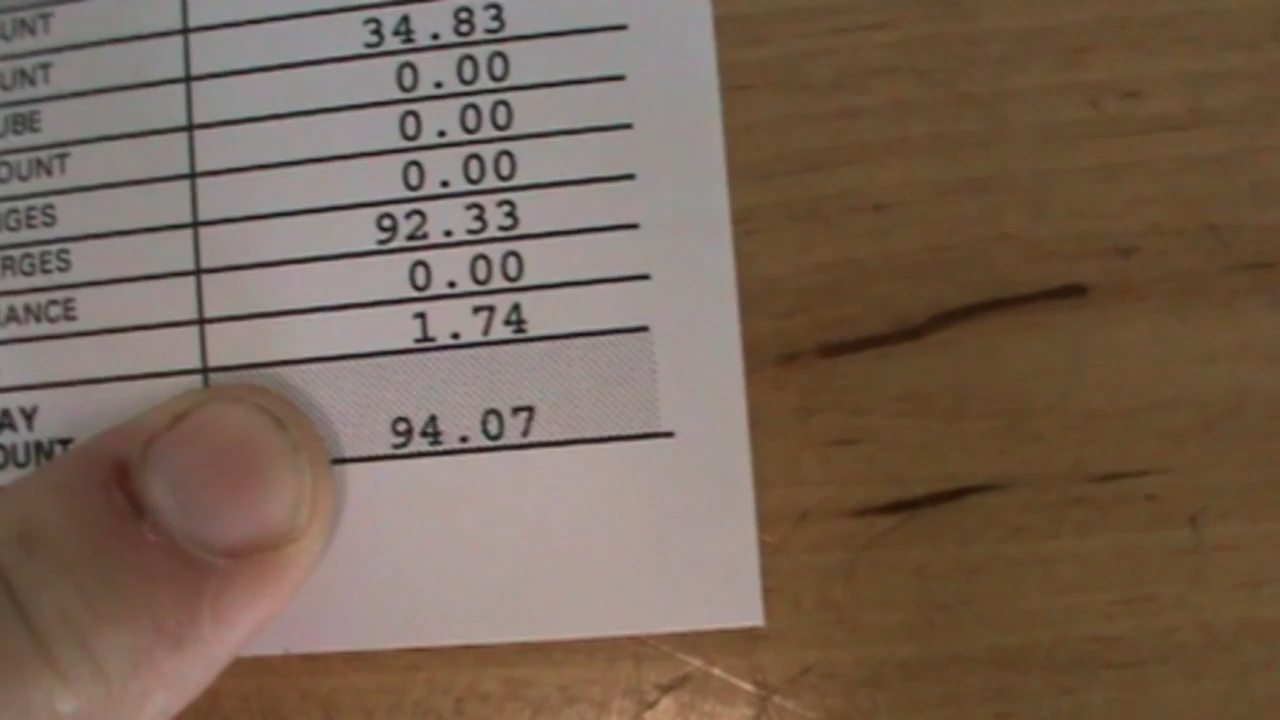 UNT 34.83
UNT 0.00
UBE 0.00
OUNT 0.00
GES 92.33
RGES 0.00
ANCE 1.74
AY
OUNT 94.07